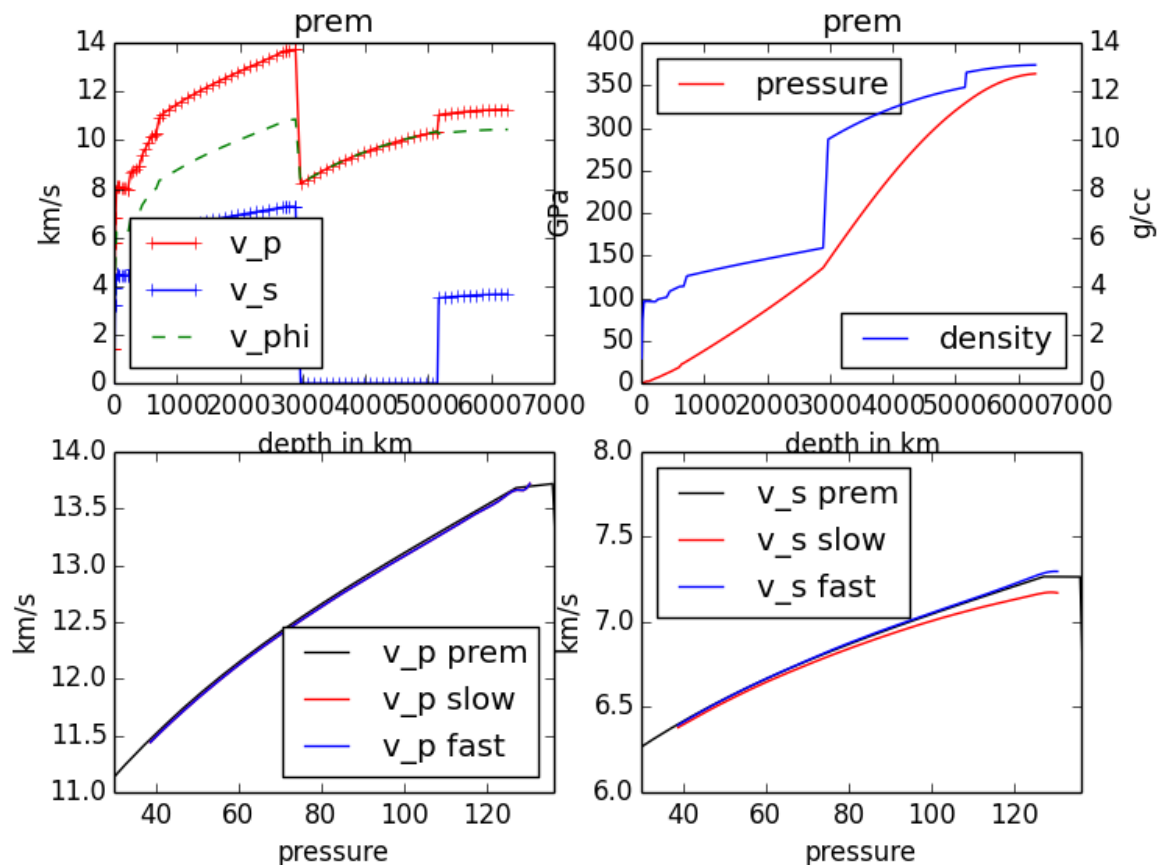 prem
14
12
10
8
6
4
2
0
km/s
v_p
v_s
v_phi
0 1000 2000 3000 4000 5000 6000 7000
depth in km
prem
400
350
300
250
200
150
100
50
0
GPa
pressure
density
14
12
10
8
6
4
2
0
g/cc
0 1000 2000 3000 4000 5000 6000 7000
depth in km
14.0
13.5
13.0
12.5
12.0
11.5
11.0
km/s
v_p prem
v_p slow
v_p fast
40 60 80 100 120
pressure
8.0
7.5
7.0
6.5
6.0
km/s
v_s prem
v_s slow
v_s fast
40 60 80 100 120
pressure